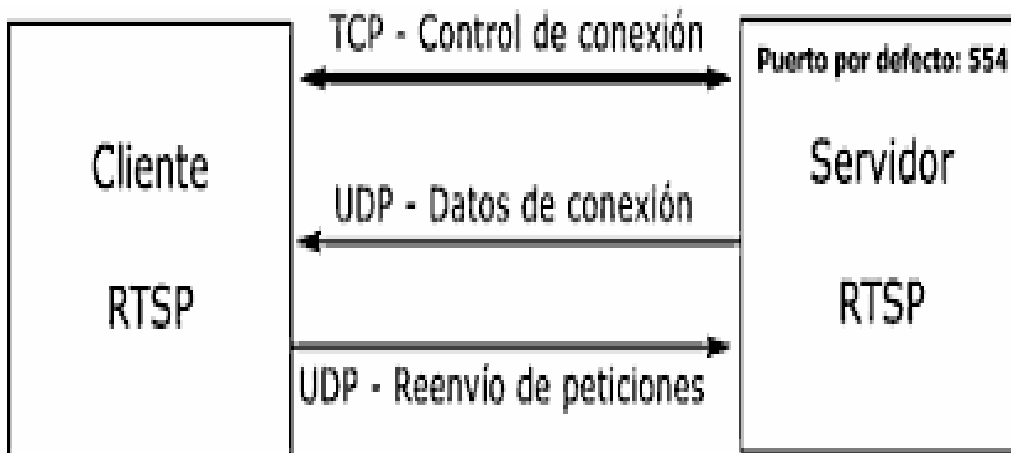 TCP - Control de conexión
Puerto por defecto: 554
Cliente
RTSP
Servidor
RTSP
UDP - Datos de conexión
UDP - Reenvío de peticiones